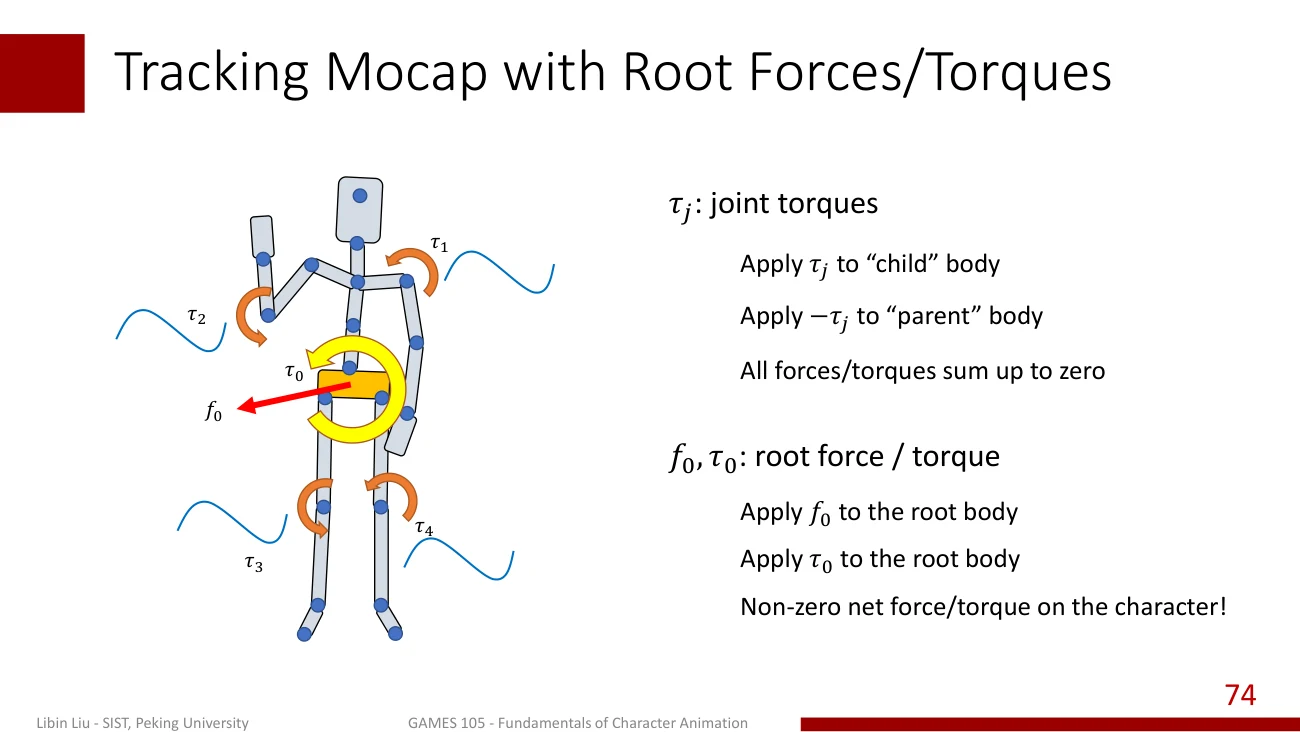 Tracking Mocap with Root Forces/Torques
τ₁
τ₂
τ₀
f₀
τ₃
τ₄
τⱼ: joint torques
Apply τⱼ to “child” body
Apply −τⱼ to “parent” body
All forces/torques sum up to zero
f₀, τ₀: root force / torque
Apply f₀ to the root body
Apply τ₀ to the root body
Non-zero net force/torque on the character!
74
Libin Liu - SIST, Peking University
GAMES 105 - Fundamentals of Character Animation